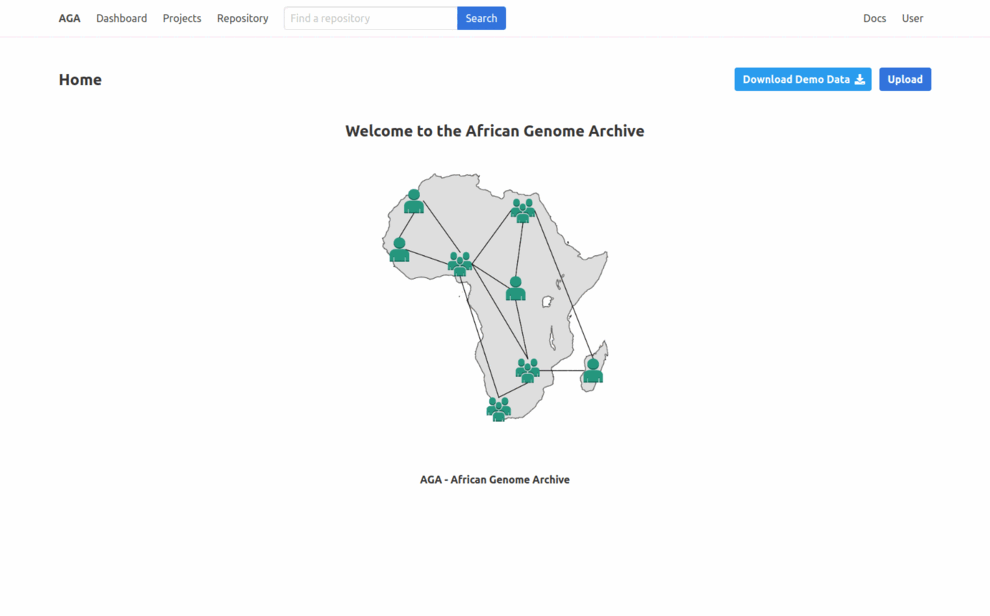 AGA Dashboard Projects Repository Find a repository Search Docs User
Home Download Demo Data Upload
Welcome to the African Genome Archive
AGA - African Genome Archive